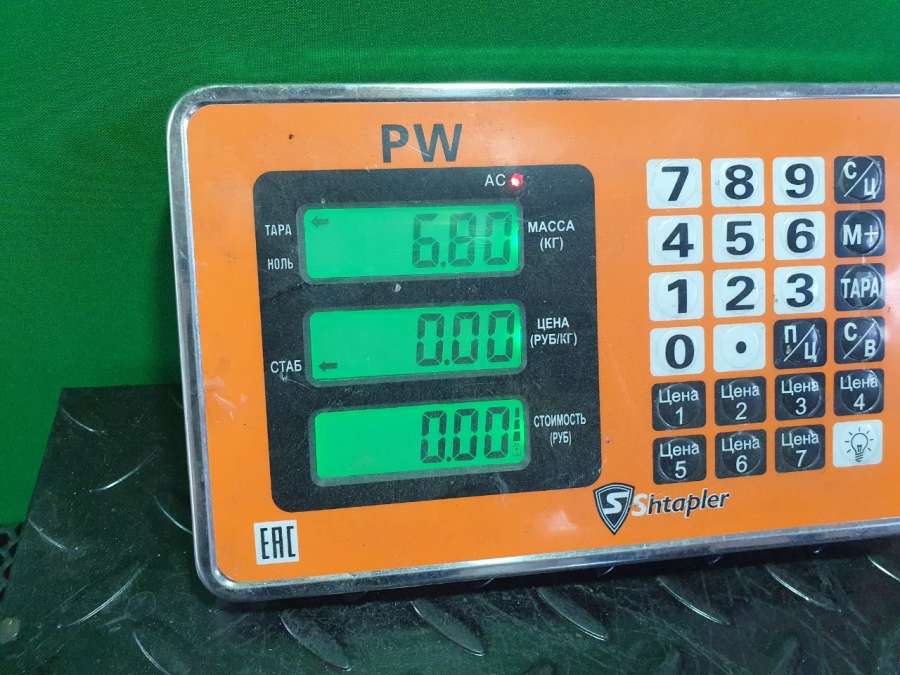 PW
AC
ТАРА
6.80
МАССА
(КГ)
НОЛЬ
0.00
ЦЕНА
(РУБ/КГ)
СТАБ
0.00
СТОИМОСТЬ
(РУБ)
7 8 9 С/Ц
4 5 6 М+
1 2 3 ТАРА
0 . П/Ц С/В
Цена 1 Цена 2 Цена 3 Цена 4
Цена 5 Цена 6 Цена 7
S Shtapler
EAC